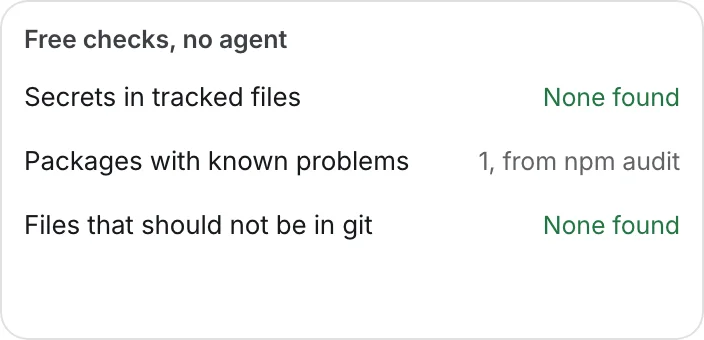 Free checks, no agent
Secrets in tracked files None found
Packages with known problems 1, from npm audit
Files that should not be in git None found